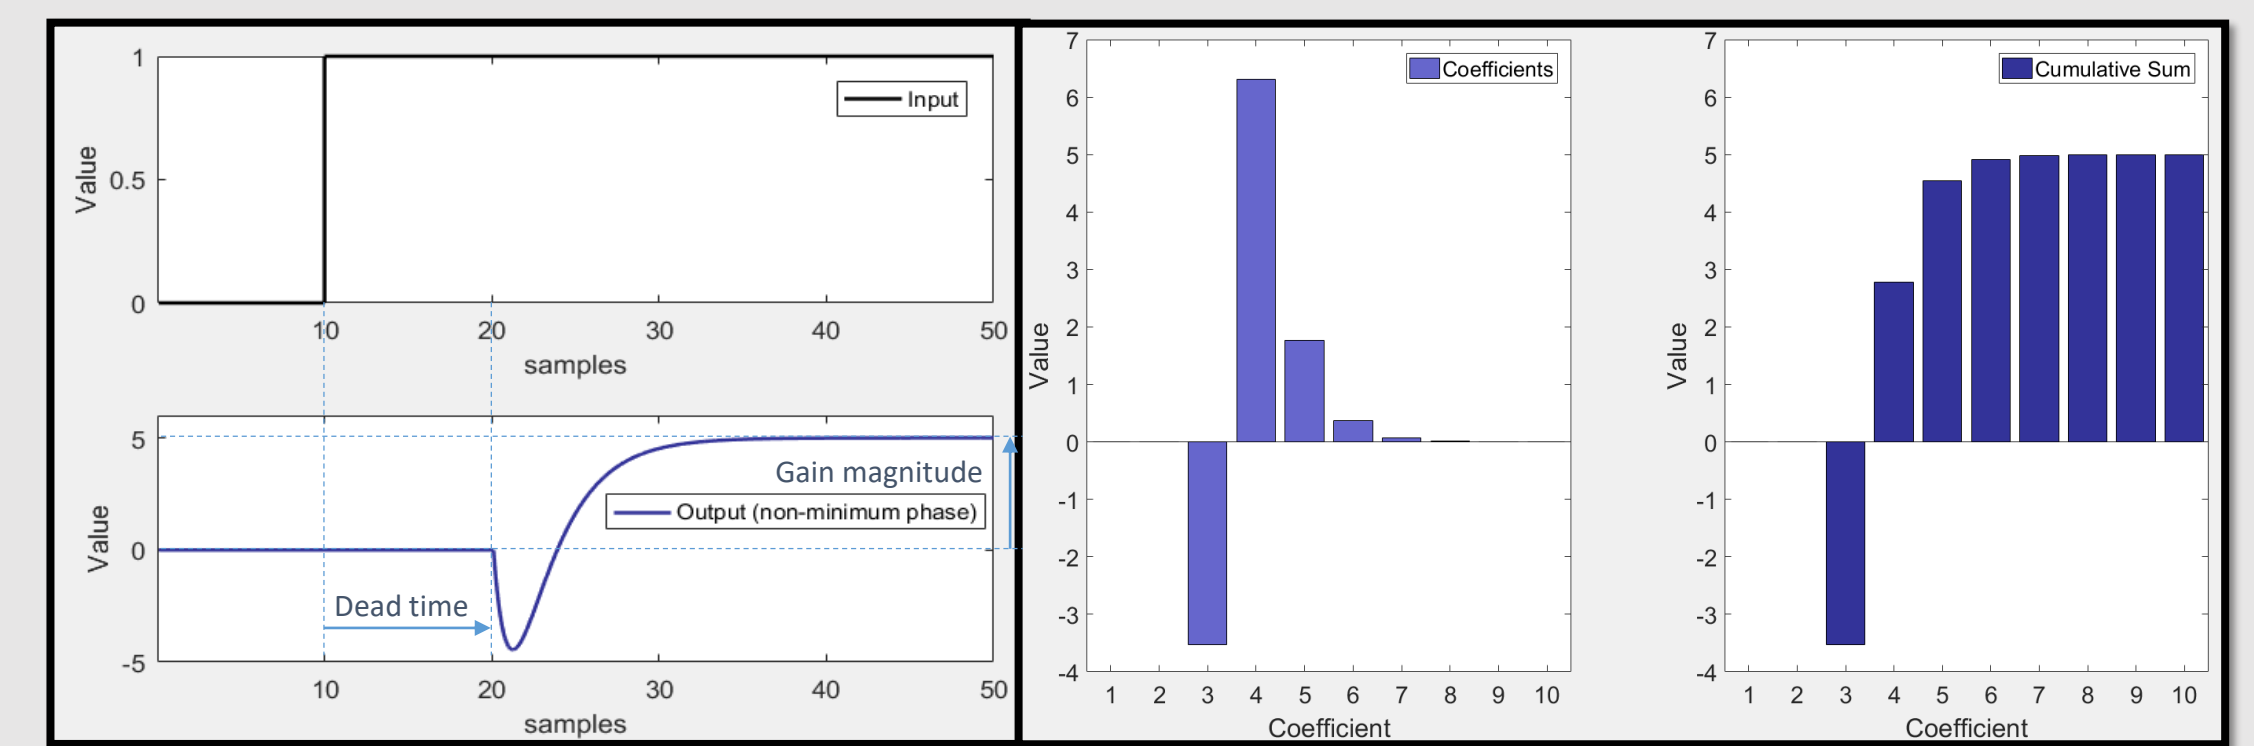 1
0.5
0
Value
Input
10 20 30 40 50
samples
5
0
-5
Value
Gain magnitude
Output (non-minimum phase)
Dead time
10 20 30 40 50
samples
7
6
5
4
3
2
1
0
-1
-2
-3
-4
Value
Coefficients
1 2 3 4 5 6 7 8 9 10
Coefficient
7
6
5
4
3
2
1
0
-1
-2
-3
-4
Value
Cumulative Sum
1 2 3 4 5 6 7 8 9 10
Coefficient